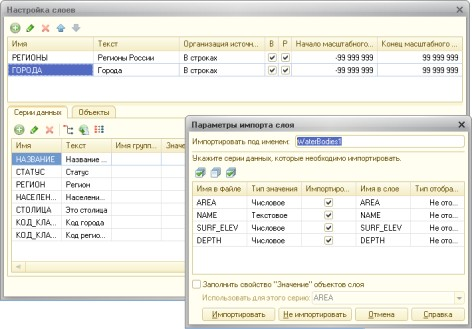 Настройка слоев
Имя Текст Организация источн... В Р Начало масштабного... Конец масштабного ...
РЕГИОНЫ Регионы России В строках -99 999 999 99 999 999
ГОРОДА Города В строках -99 999 999 99 999 999
Серии данных Объекты
Имя Текст Имя групп... Значе
НАЗВАНИЕ Название ...
СТАТУС Статус
РЕГИОН Регион
НАСЕЛЕН... Населени...
СТОЛИЦА Это столица
КОД_КЛА... Код города
КОД_КЛА... Код регио...
Параметры импорта слоя
Импортировать под именем: WaterBodies1
Укажите серии данных, которые необходимо импортировать.
Имя в Файле Тип значения Импортиро... Имя в слое Тип отобра...
AREA Числовое AREA Не ото...
NAME Текстовое NAME Не ото...
SURF_ELEV Числовое SURF_ELEV Не ото...
DEPTH Числовое DEPTH Не ото...
Заполнить свойство "Значение" объектов слоя
Использовать для этого серию: AREA
Импортировать Не импортировать Отмена Справка